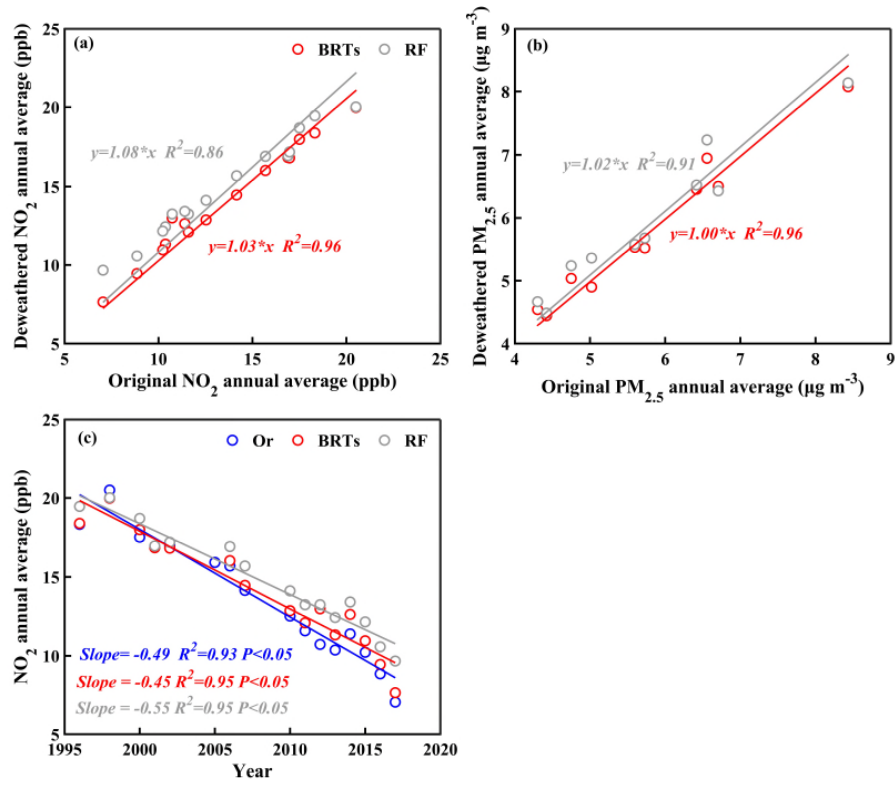 (a)
BRTs RF
y=1.08*x R²=0.86
y=1.03*x R²=0.96
Deweathered NO₂ annual average (ppb)
25
20
15
10
5
5 10 15 20 25
Original NO₂ annual average (ppb)
(b)
y=1.02*x R²=0.91
y=1.00*x R²=0.96
Deweathered PM₂.₅ annual average (µg m⁻³)
9
8
7
6
5
4
4 5 6 7 8 9
Original PM₂.₅ annual average (µg m⁻³)
(c)
Or BRTs RF
Slope= -0.49 R²=0.93 P<0.05
Slope = -0.45 R²=0.95 P<0.05
Slope = -0.55 R²=0.95 P<0.05
NO₂ annual average (ppb)
25
20
15
10
5
1995 2000 2005 2010 2015 2020
Year